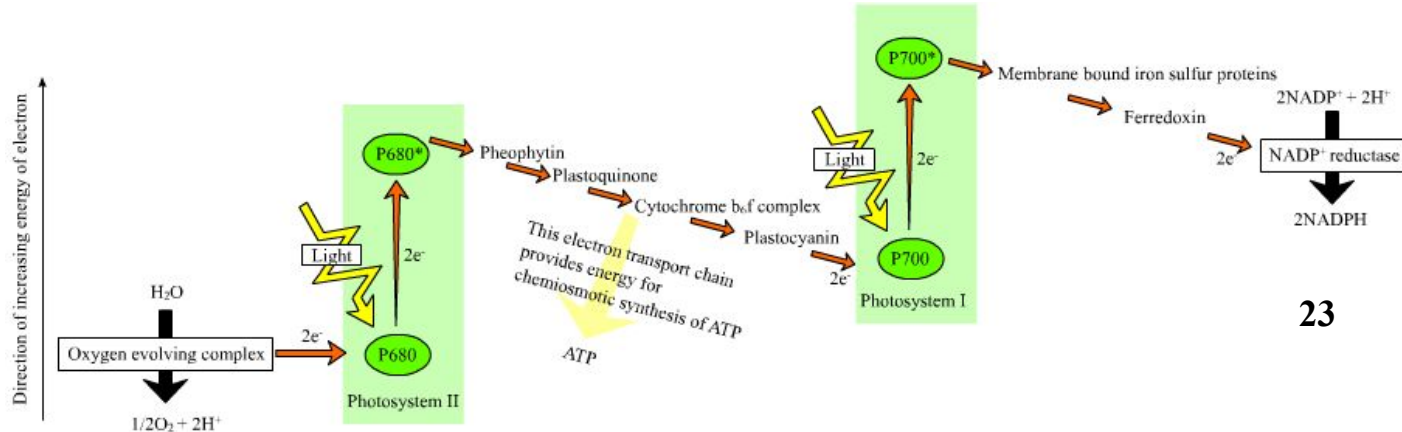 Direction of increasing energy of electron
H₂O
Oxygen evolving complex
1/2O₂ + 2H⁺
2e⁻
Light
P680*
2e⁻
P680
Photosystem II
Pheophytin
Plastoquinone
Cytochrome b₆f complex
Plastocyanin
2e⁻
This electron transport chain
provides energy for
chemiosmotic synthesis of ATP
ATP
Light
P700*
2e⁻
P700
Photosystem I
Membrane bound iron sulfur proteins
Ferredoxin
2e⁻
2NADP⁺ + 2H⁺
NADP⁺ reductase
2NADPH
23